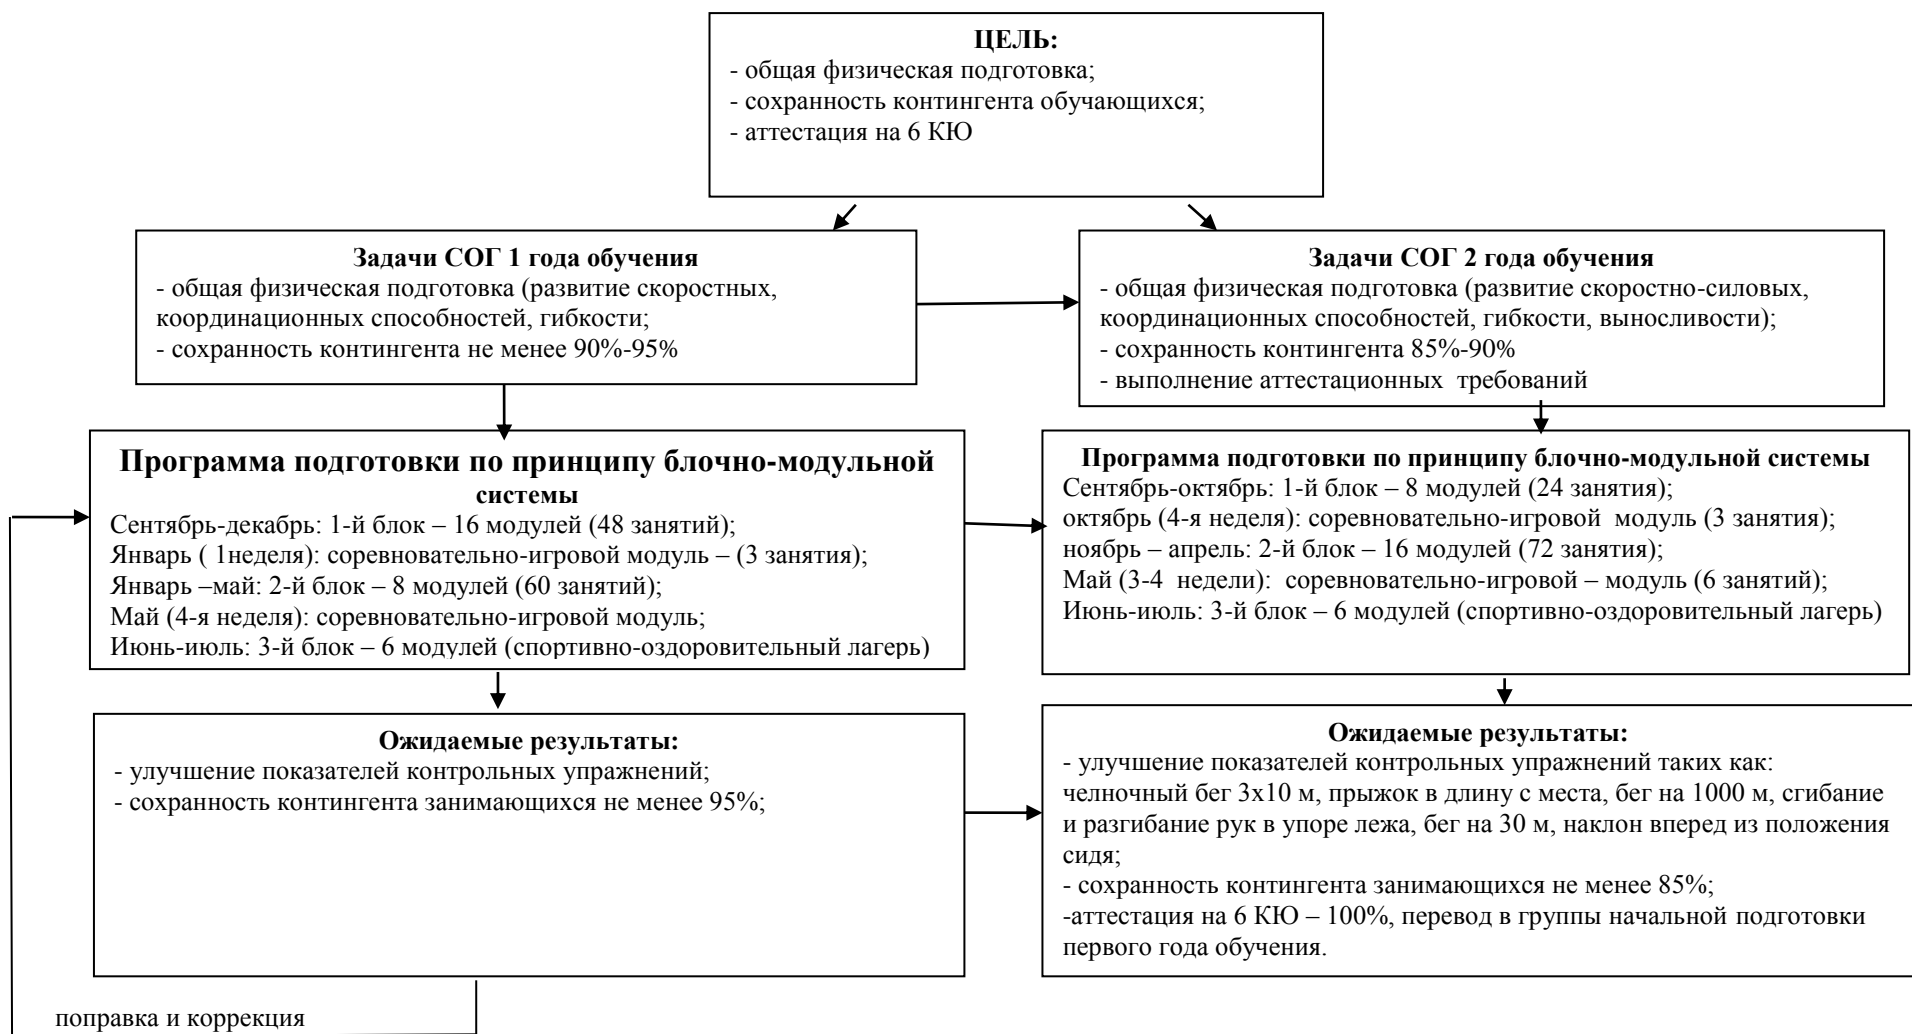 ЦЕЛЬ:
- общая физическая подготовка;
- сохранность контингента обучающихся;
- аттестация на 6 КЮ
Задачи СОГ 1 года обучения
- общая физическая подготовка (развитие скоростных,
координационных способностей, гибкости;
- сохранность контингента не менее 90%-95%
Задачи СОГ 2 года обучения
- общая физическая подготовка (развитие скоростно-силовых,
координационных способностей, гибкости, выносливости);
- сохранность контингента 85%-90%
- выполнение аттестационных требований
Программа подготовки по принципу блочно-модульной
системы
Сентябрь-декабрь: 1-й блок – 16 модулей (48 занятий);
Январь ( 1неделя): соревновательно-игровой модуль – (3 занятия);
Январь –май: 2-й блок – 8 модулей (60 занятий);
Май (4-я неделя): соревновательно-игровой модуль;
Июнь-июль: 3-й блок – 6 модулей (спортивно-оздоровительный лагерь)
Программа подготовки по принципу блочно-модульной системы
Сентябрь-октябрь: 1-й блок – 8 модулей (24 занятия);
октябрь (4-я неделя): соревновательно-игровой модуль (3 занятия);
ноябрь – апрель: 2-й блок – 16 модулей (72 занятия);
Май (3-4 недели): соревновательно-игровой – модуль (6 занятий);
Июнь-июль: 3-й блок – 6 модулей (спортивно-оздоровительный лагерь)
Ожидаемые результаты:
- улучшение показателей контрольных упражнений;
- сохранность контингента занимающихся не менее 95%;
Ожидаемые результаты:
- улучшение показателей контрольных упражнений таких как:
челночный бег 3х10 м, прыжок в длину с места, бег на 1000 м, сгибание
и разгибание рук в упоре лежа, бег на 30 м, наклон вперед из положения
сидя;
- сохранность контингента занимающихся не менее 85%;
-аттестация на 6 КЮ – 100%, перевод в группы начальной подготовки
первого года обучения.
поправка и коррекция